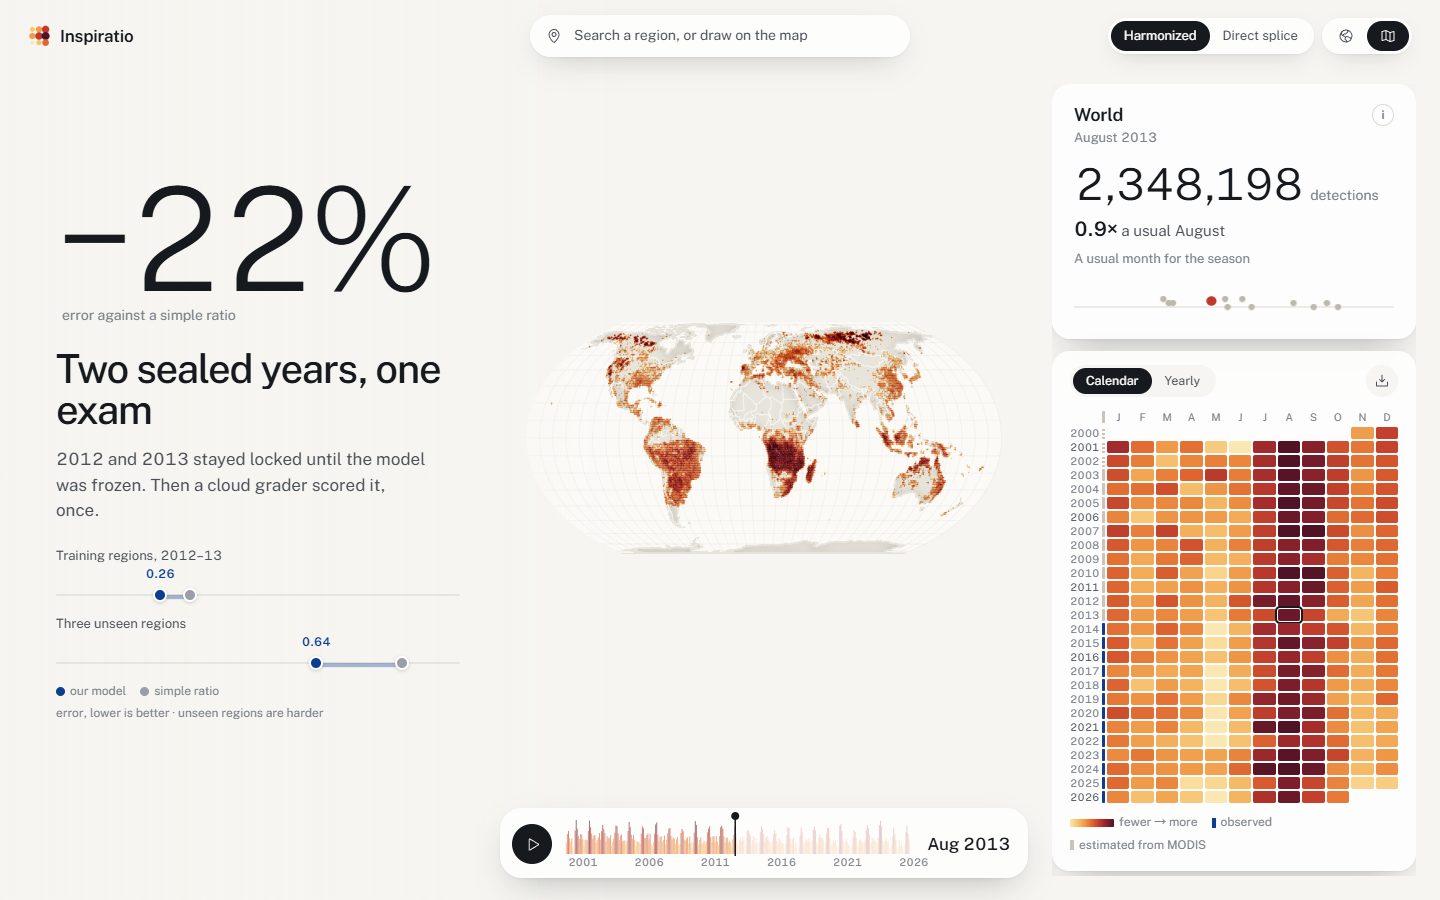 Inspiratio
Search a region, or draw on the map
Harmonized Direct splice
−22%
error against a simple ratio
Two sealed years, one
exam
2012 and 2013 stayed locked until the model
was frozen. Then a cloud grader scored it,
once.
Training regions, 2012–13
0.26
Three unseen regions
0.64
our model simple ratio
error, lower is better · unseen regions are harder
World
i
August 2013
2,348,198 detections
0.9× a usual August
A usual month for the season
Calendar Yearly
J F M A M J J A S O N D
2000
2001
2002
2003
2004
2005
2006
2007
2008
2009
2010
2011
2012
2013
2014
2015
2016
2017
2018
2019
2020
2021
2022
2023
2024
2025
2026
fewer → more observed
estimated from MODIS
Aug 2013
2001 2006 2011 2016 2021 2026